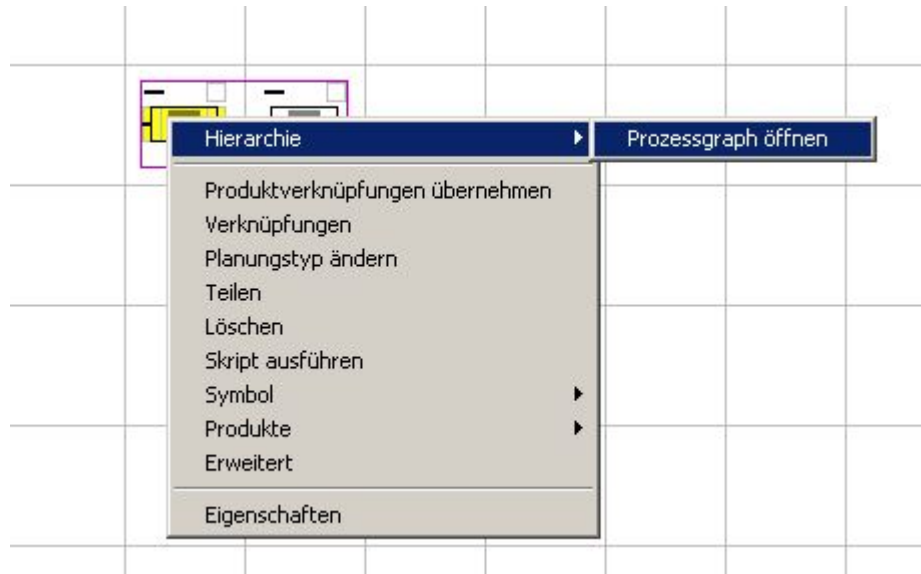 Hierarchie
Prozessgraph öffnen
Produktverknüpfungen übernehmen
Verknüpfungen
Planungstyp ändern
Teilen
Löschen
Skript ausführen
Symbol
Produkte
Erweitert
Eigenschaften